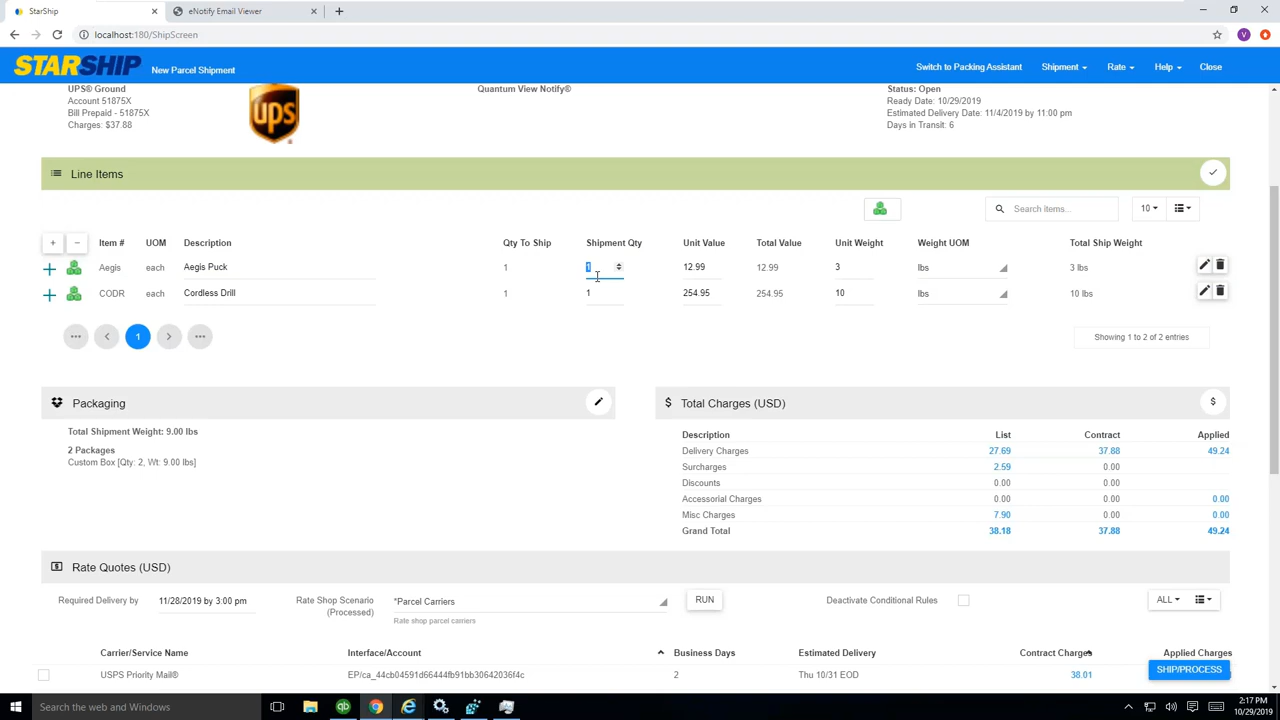 StarShip
eNotify Email Viewer
localhost:180/ShipScreen
V
STARSHIP New Parcel Shipment Switch to Packing Assistant Shipment Rate Help Close
UPS® Ground
Account 51875X
Bill Prepaid - 51875X
Charges: $37.88
ups
Quantum View Notify®
Status: Open
Ready Date: 10/29/2019
Estimated Delivery Date: 11/4/2019 by 11:00 pm
Days in Transit: 6
Line Items
Search items... 10
+ − Item # UOM Description Qty To Ship Shipment Qty Unit Value Total Value Unit Weight Weight UOM Total Ship Weight
Aegis each Aegis Puck 1 1 12.99 12.99 3 lbs 3 lbs
CODR each Cordless Drill 1 1 254.95 254.95 10 lbs 10 lbs
... < 1 > ... Showing 1 to 2 of 2 entries
Packaging
Total Shipment Weight: 9.00 lbs
2 Packages
Custom Box [Qty: 2, Wt: 9.00 lbs]
$ Total Charges (USD) $
Description List Contract Applied
Delivery Charges 27.69 37.88 49.24
Surcharges 2.59 0.00
Discounts 0.00 0.00
Accessorial Charges 0.00 0.00 0.00
Misc Charges 7.90 0.00 0.00
Grand Total 38.18 37.88 49.24
Rate Quotes (USD)
Required Delivery by 11/28/2019 by 3:00 pm Rate Shop Scenario (Processed) *Parcel Carriers RUN Deactivate Conditional Rules ALL
Rate shop parcel carriers
Carrier/Service Name Interface/Account Business Days Estimated Delivery Contract Charges Applied Charges
USPS Priority Mail® EP/ca_44cb04591d66444fb91bb30642036f4c 2 Thu 10/31 EOD 38.01
SHIP/PROCESS
Search the web and Windows
2:17 PM
10/29/2019